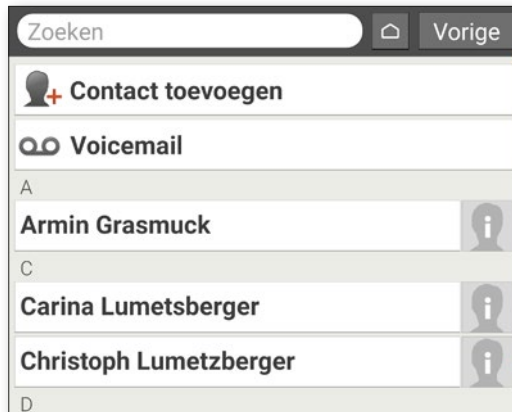 Zoeken
Vorige
Contact toevoegen
Voicemail
A
Armin Grasmuck
C
Carina Lumetsberger
Christoph Lumetzberger
D